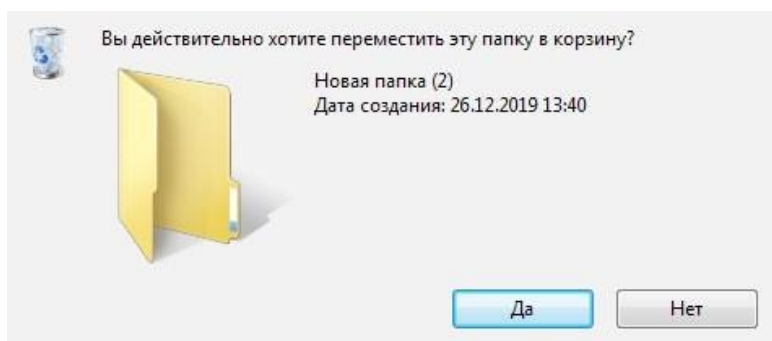 Вы действительно хотите переместить эту папку в корзину?
Новая папка (2)
Дата создания: 26.12.2019 13:40
Да
Нет